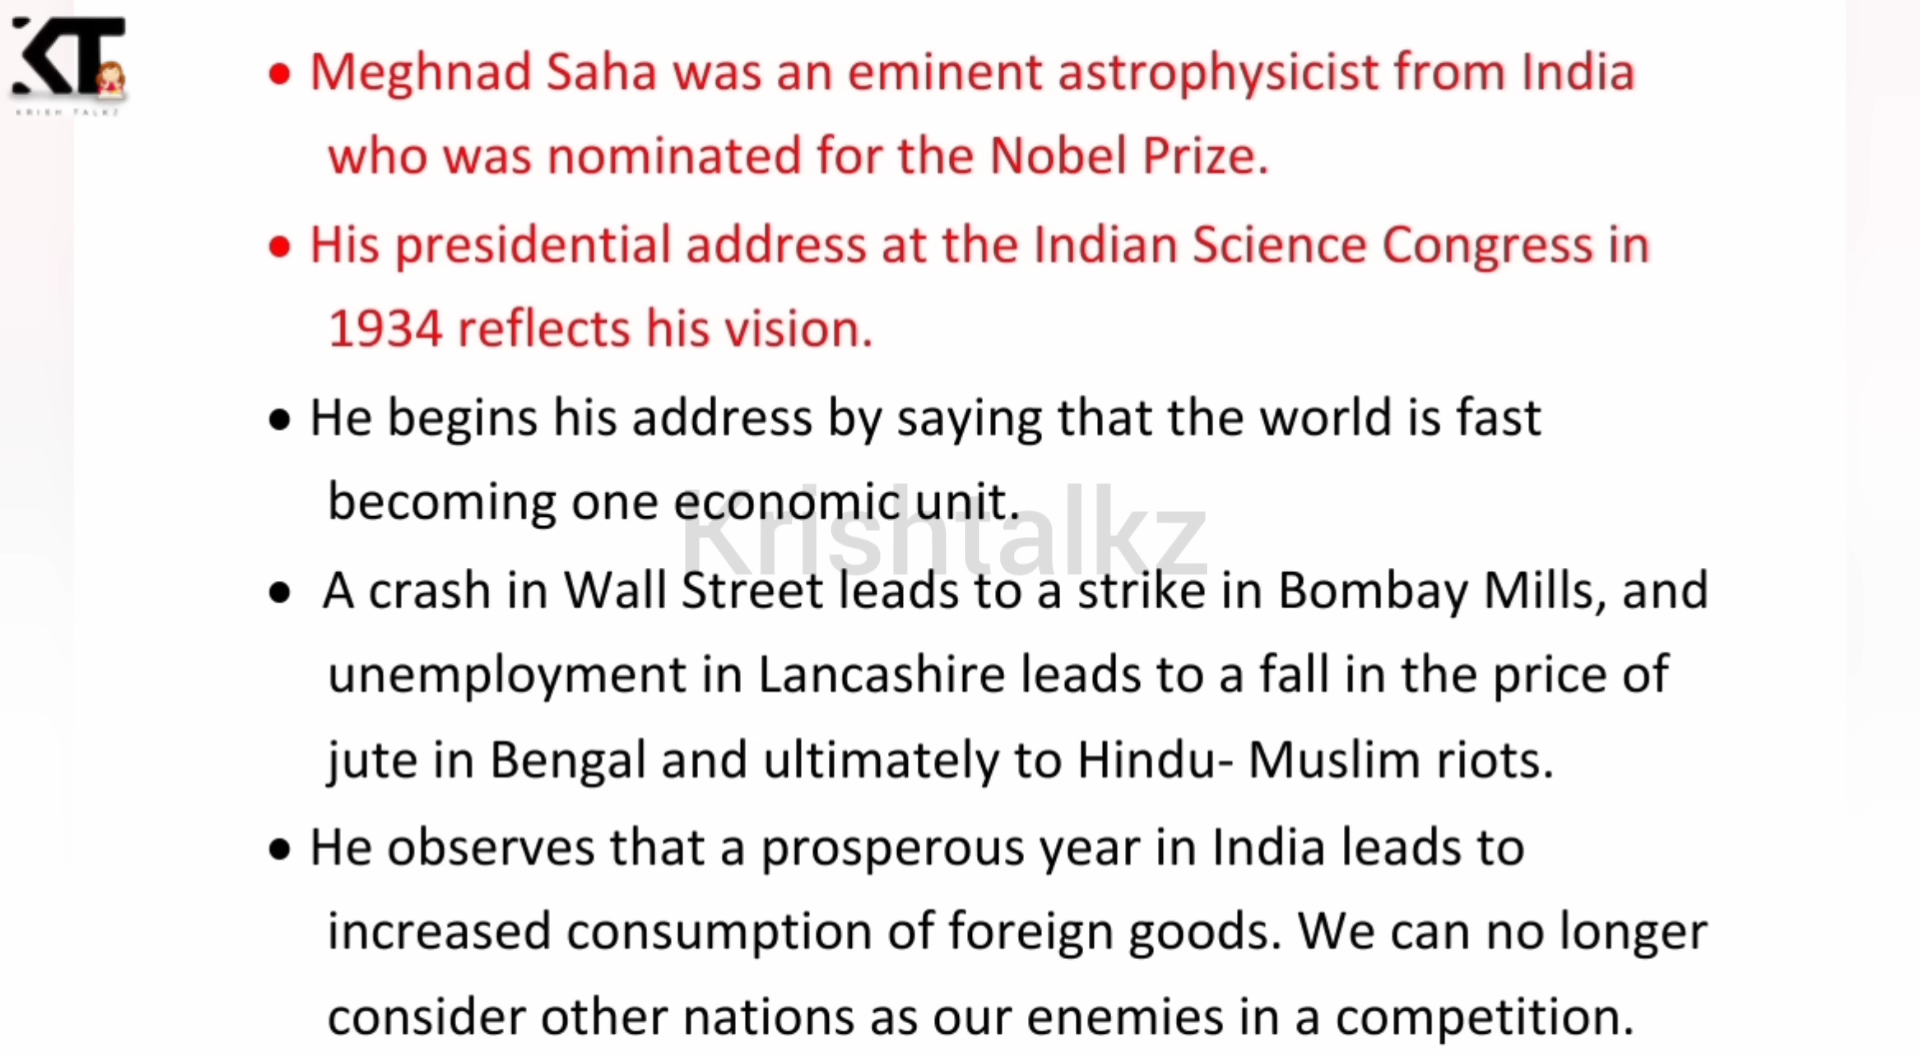 KT
KRISH TALKZ
• Meghnad Saha was an eminent astrophysicist from India
who was nominated for the Nobel Prize.
• His presidential address at the Indian Science Congress in
1934 reflects his vision.
• He begins his address by saying that the world is fast
becoming one economic unit.
Krishtalkz
• A crash in Wall Street leads to a strike in Bombay Mills, and
unemployment in Lancashire leads to a fall in the price of
jute in Bengal and ultimately to Hindu- Muslim riots.
• He observes that a prosperous year in India leads to
increased consumption of foreign goods. We can no longer
consider other nations as our enemies in a competition.